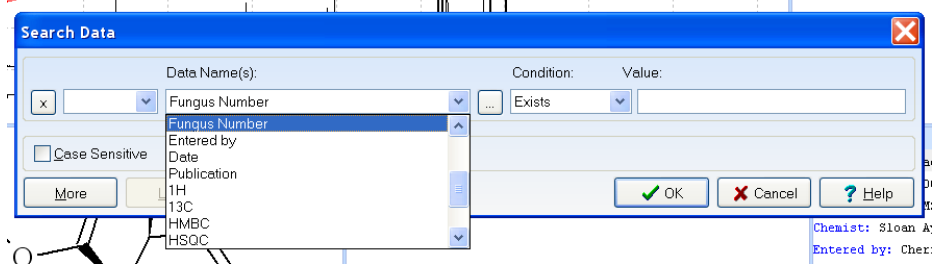 Search Data
Data Name(s): Condition: Value:
x Fungus Number ... Exists
Fungus Number
Entered by
Date
Publication
1H
13C
HMBC
HSQC
Case Sensitive
More OK Cancel ? Help
Chemist: Sloan
Entered by:
O